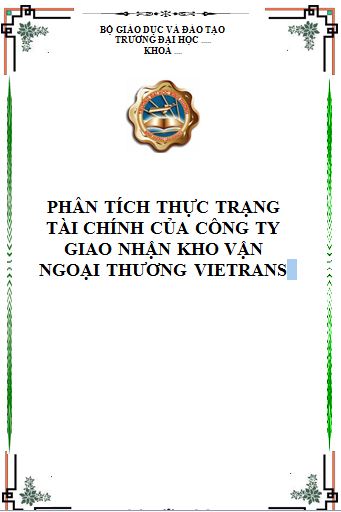 BỘ GIÁO DỤC VÀ ĐÀO TẠO
TRƯỜNG ĐẠI HỌC .....
KHOA ....
PHÂN TÍCH THỰC TRẠNG
TÀI CHÍNH CỦA CÔNG TY
GIAO NHẬN KHO VẬN
NGOẠI THƯƠNG VIETRANS